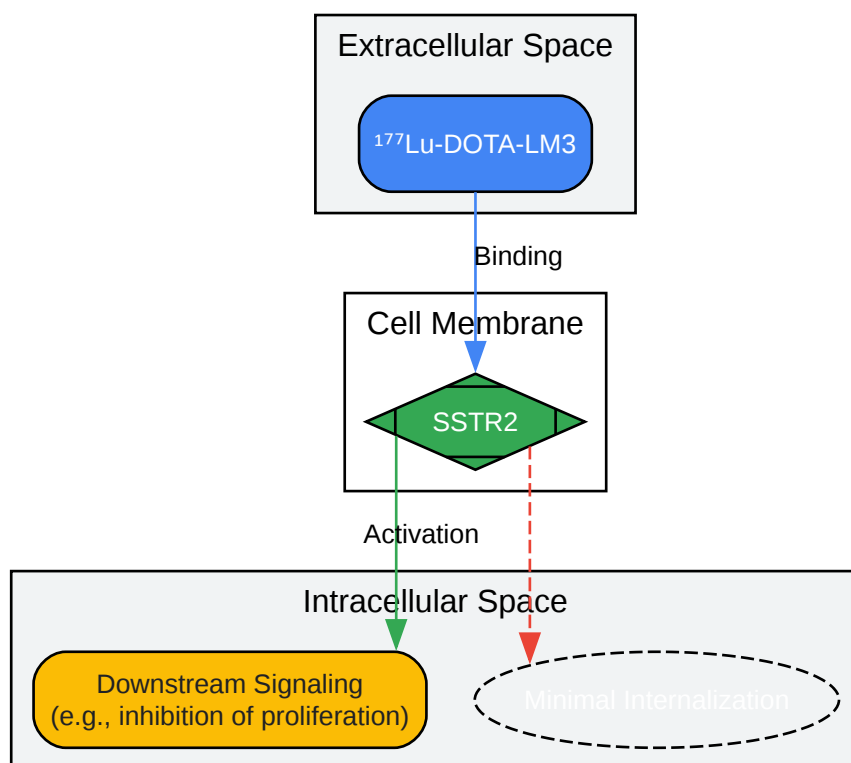 Extracellular Space
¹⁷⁷Lu-DOTA-LM3
Binding
Cell Membrane
SSTR2
Activation
Intracellular Space
Downstream Signaling
(e.g., inhibition of proliferation)
Minimal Internalization